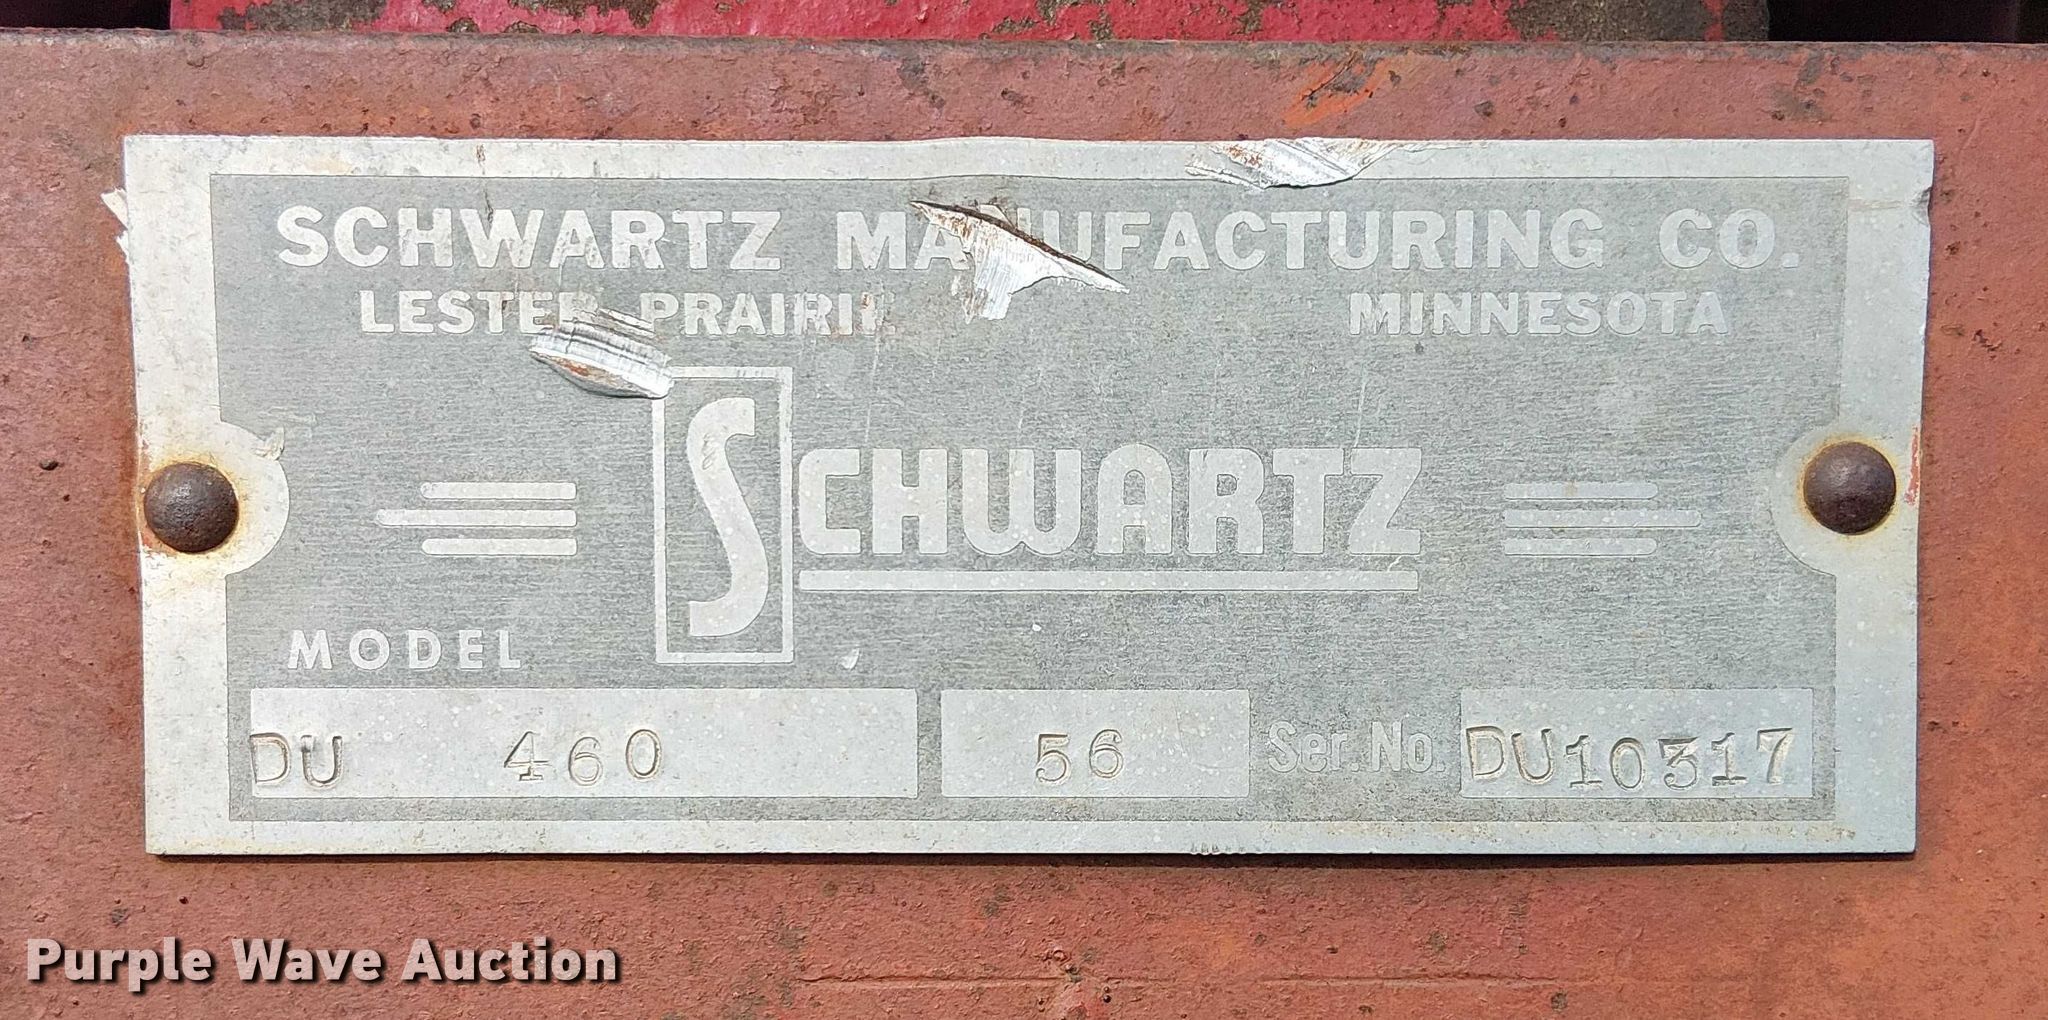 SCHWARTZ MANUFACTURING CO.
LESTER PRAIRIE MINNESOTA
SCHWARTZ
MODEL
DU 460 56 Ser. No. DU10317
Purple Wave Auction